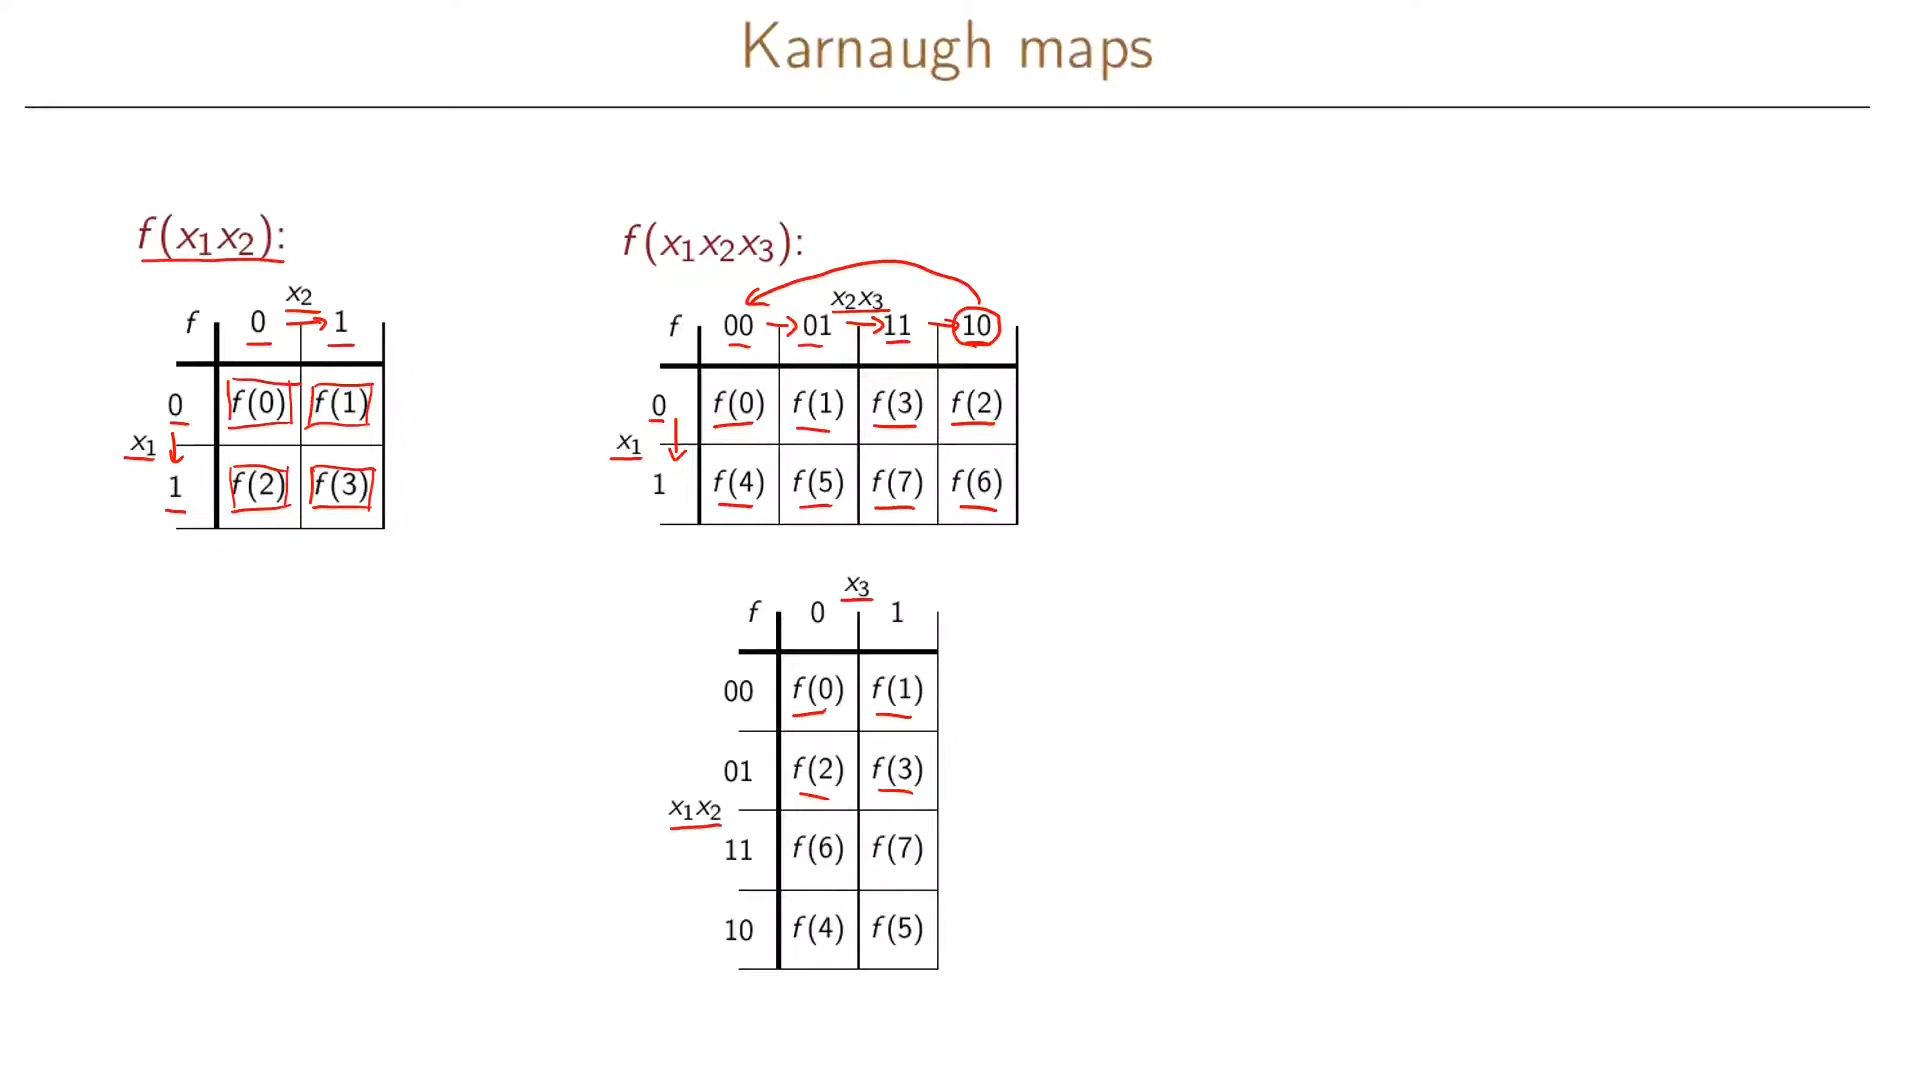 Karnaugh maps
f(x₁x₂):
x₂
f 0 1
0 f(0) f(1)
x₁
1 f(2) f(3)
f(x₁x₂x₃):
x₂x₃
f 00 01 11 10
0 f(0) f(1) f(3) f(2)
x₁
1 f(4) f(5) f(7) f(6)
x₃
f 0 1
00 f(0) f(1)
01 f(2) f(3)
x₁x₂
11 f(6) f(7)
10 f(4) f(5)